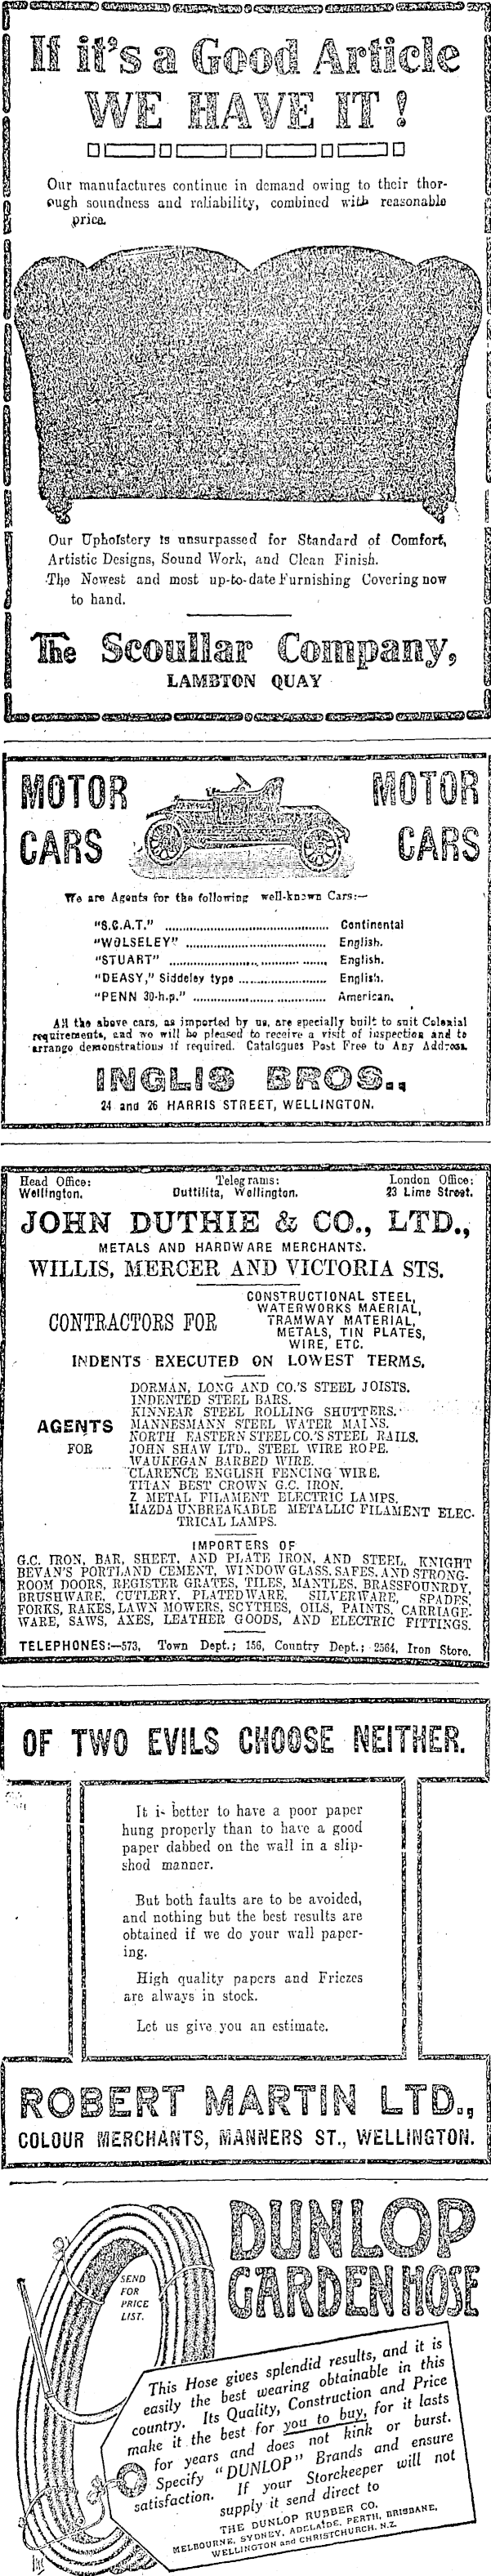 If it's a Good Article
WE HAVE IT!
Our manufactures continue in demand owing to their thor-
ough soundness and reliability, combined with reasonable
price.
Our Upholstery is unsurpassed for Standard of Comfort,
Artistic Designs, Sound Work, and Clean Finish.
The Newest and most up-to-date Furnishing Covering now
to hand.
The Scoullar Company,
LAMBTON QUAY
MOTOR MOTOR
CARS CARS
We are Agents for the following well-known Cars:—
"S.C.A.T." ........................ Continental
"WOLSELEY" ........................ English.
"STUART" ........................ English.
"DEASY," Siddeley type ........................ English.
"PENN 30-h.p." ........................ American.
All the above cars, as imported by us, are specially built to suit Colonial
requirements, and we will be pleased to receive a visit of inspection and to
arrange demonstrations if required. Catalogues Post Free to Any Address.
INGLIS BROS.,
24 and 26 HARRIS STREET, WELLINGTON.
Head Office: Telegrams: London Office:
Wellington. Duttilita, Wellington. 23 Lime Street.
JOHN DUTHIE & CO., LTD.,
METALS AND HARDWARE MERCHANTS.
WILLIS, MERCER AND VICTORIA STS.
CONTRACTORS FOR
CONSTRUCTIONAL STEEL,
WATERWORKS MAERIAL,
TRAMWAY MATERIAL,
METALS, TIN PLATES,
WIRE, ETC.
INDENTS EXECUTED ON LOWEST TERMS.
AGENTS
FOR
DORMAN, LONG AND CO.'S STEEL JOISTS.
INDENTED STEEL BARS.
KINNEAR STEEL ROLLING SHUTTERS.
MANNESMANN STEEL WATER MAINS.
NORTH EASTERN STEEL CO.'S STEEL RAILS.
JOHN SHAW LTD., STEEL WIRE ROPE.
WAUKEGAN BARBED WIRE.
CLARENCE ENGLISH FENCING WIRE.
TITAN BEST CROWN G.C. IRON.
Z METAL FILAMENT ELECTRIC LAMPS.
MAZDA UNBREAKABLE METALLIC FILAMENT ELEC-
TRICAL LAMPS.
IMPORTERS OF
G.C. IRON, BAR, SHEET, AND PLATE IRON, AND STEEL, KNIGHT
BEVAN'S PORTLAND CEMENT, WINDOW GLASS, SAFES, AND STRONG-
ROOM DOORS, REGISTER GRATES, TILES, MANTLES, BRASSFOUNRDY,
BRUSHWARE, CUTLERY, PLATEDWARE, SILVERWARE, SPADES,
FORKS, RAKES, LAWN MOWERS, SCYTHES, OILS, PAINTS, CARRIAGE-
WARE, SAWS, AXES, LEATHER GOODS, AND ELECTRIC FITTINGS.
TELEPHONES:—573, Town Dept.; 156, Country Dept.; 2564, Iron Store.
OF TWO EVILS CHOOSE NEITHER.
It is better to have a poor paper
hung properly than to have a good
paper dabbed on the wall in a slip-
shod manner.
But both faults are to be avoided,
and nothing but the best results are
obtained if we do your wall paper-
ing.
High quality papers and Friezes
are always in stock.
Let us give you an estimate.
ROBERT MARTIN LTD.,
COLOUR MERCHANTS, MANNERS ST., WELLINGTON.
DUNLOP
GARDEN HOSE
SEND
FOR
PRICE
LIST.
This Hose gives splendid results, and it is
easily the best wearing obtainable in this
country. Its Quality, Construction and Price
make it the best for you to buy, for it lasts
for years and does not kink or burst.
Specify "DUNLOP" Brands and ensure
satisfaction. If your Storekeeper will not
supply it send direct to
THE DUNLOP RUBBER CO.
MELBOURNE, SYDNEY, ADELAIDE, PERTH, BRISBANE,
WELLINGTON and CHRISTCHURCH, N.Z.